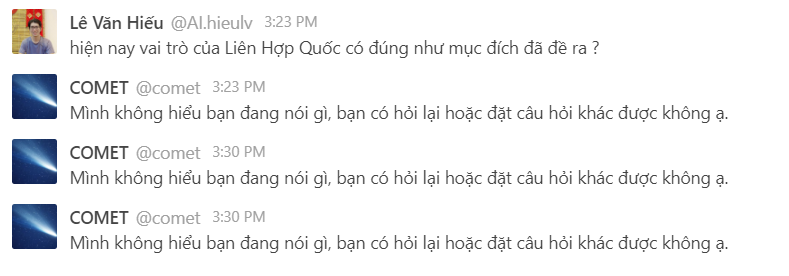 Lê Văn Hiếu @AI.hieulv 3:23 PM
hiện nay vai trò của Liên Hợp Quốc có đúng như mục đích đã đề ra ?
COMET @comet 3:23 PM
Mình không hiểu bạn đang nói gì, bạn có hỏi lại hoặc đặt câu hỏi khác được không ạ.
COMET @comet 3:30 PM
Mình không hiểu bạn đang nói gì, bạn có hỏi lại hoặc đặt câu hỏi khác được không ạ.
COMET @comet 3:30 PM
Mình không hiểu bạn đang nói gì, bạn có hỏi lại hoặc đặt câu hỏi khác được không ạ.